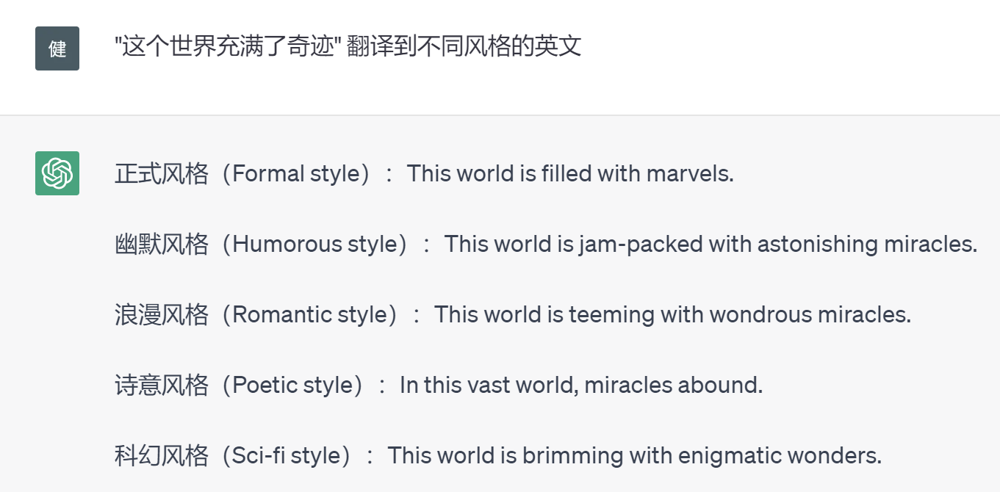 健
"这个世界充满了奇迹" 翻译到不同风格的英文
正式风格（Formal style）： This world is filled with marvels.
幽默风格（Humorous style）： This world is jam-packed with astonishing miracles.
浪漫风格（Romantic style）： This world is teeming with wondrous miracles.
诗意风格（Poetic style）： In this vast world, miracles abound.
科幻风格（Sci-fi style）： This world is brimming with enigmatic wonders.